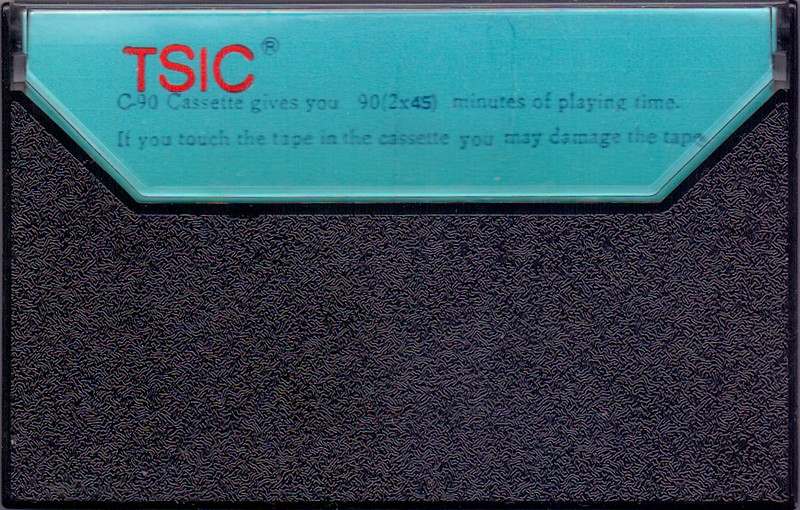 TSIC®
C-90 Cassette gives you 90(2x45) minutes of playing time.
If you touch the tape in the cassette you may damage the tape.